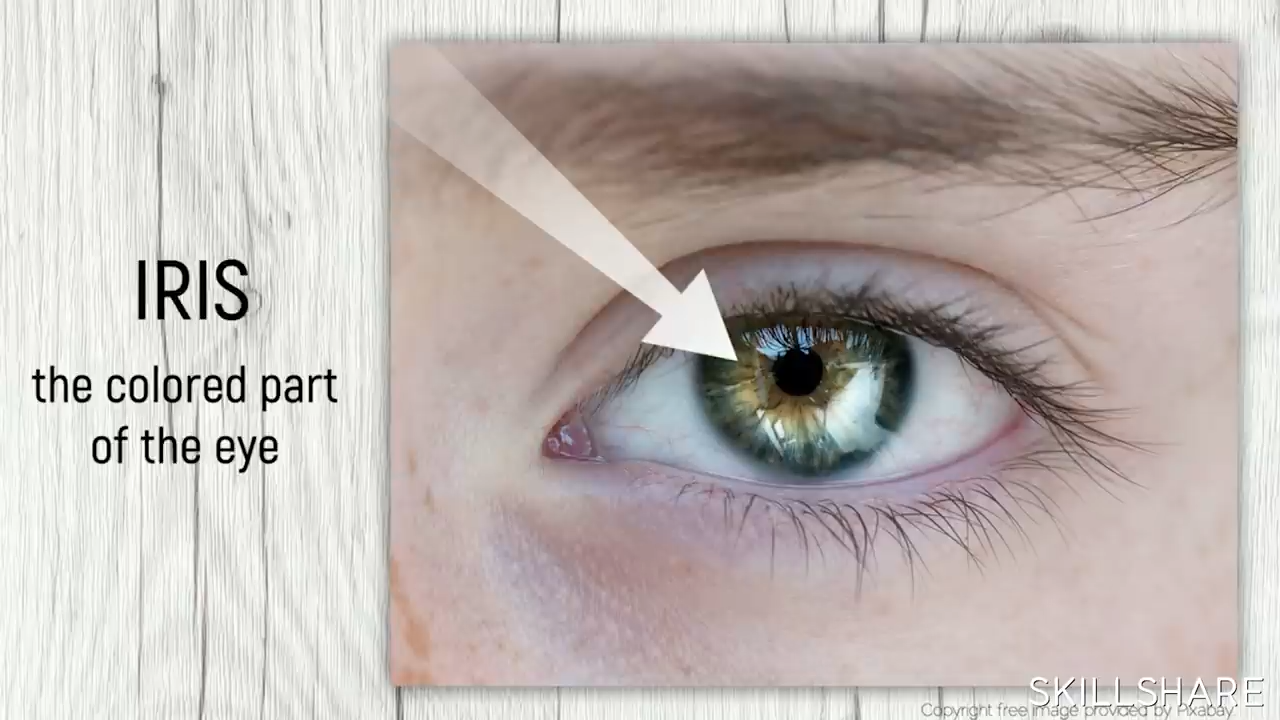 IRIS
the colored part
of the eye
SKILLSHARE
Copyright free image provided by Pixabay